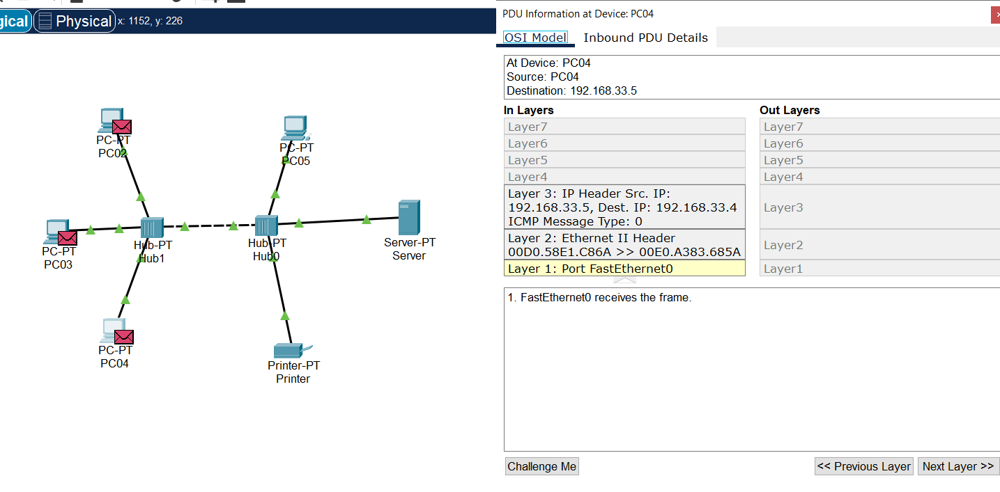 gical Physical x: 1152, y: 226
PC-PT
PC02
PC-PT
PC05
PC-PT
PC03
Hub-PT
Hub1
Hub-PT
Hub0
Server-PT
Server
PC-PT
PC04
Printer-PT
Printer
PDU Information at Device: PC04
OSI Model Inbound PDU Details
At Device: PC04
Source: PC04
Destination: 192.168.33.5
In Layers
Layer7
Layer6
Layer5
Layer4
Layer 3: IP Header Src. IP:
192.168.33.5, Dest. IP: 192.168.33.4
ICMP Message Type: 0
Layer 2: Ethernet II Header
00D0.58E1.C86A >> 00E0.A383.685A
Layer 1: Port FastEthernet0
Out Layers
Layer7
Layer6
Layer5
Layer4
Layer3
Layer2
Layer1
1. FastEthernet0 receives the frame.
Challenge Me
<< Previous Layer
Next Layer >>